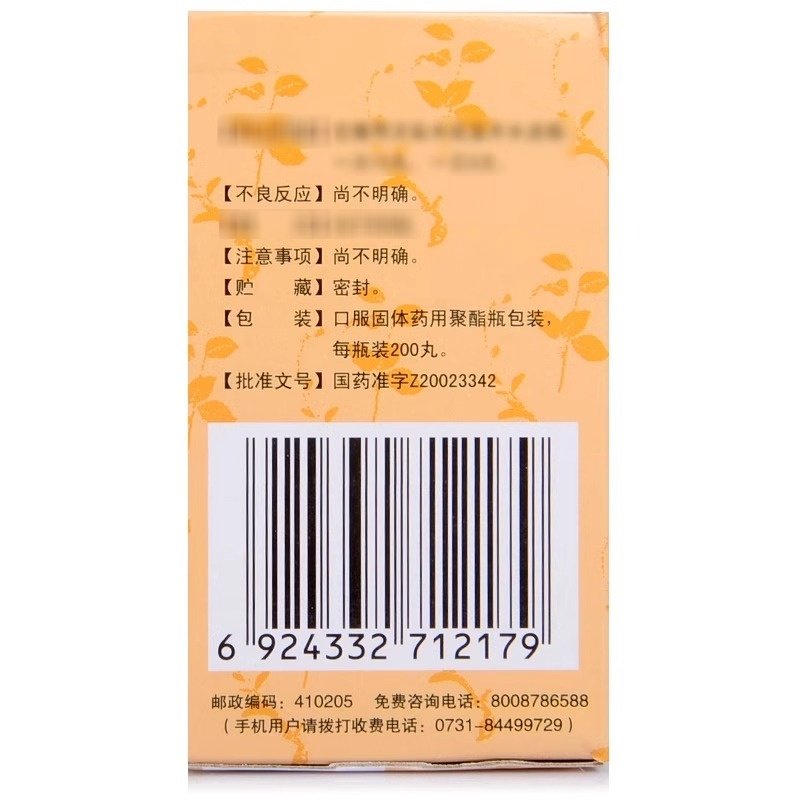 【不良反应】尚不明确。
【注意事项】尚不明确。
【贮 藏】密封。
【包 装】口服固体药用聚酯瓶包装，
每瓶装200丸。
【批准文号】国药准字Z20023342
6 924332 712179
邮政编码：410205 免费咨询电话：8008786588
（手机用户请拨打收费电话：0731-84499729）